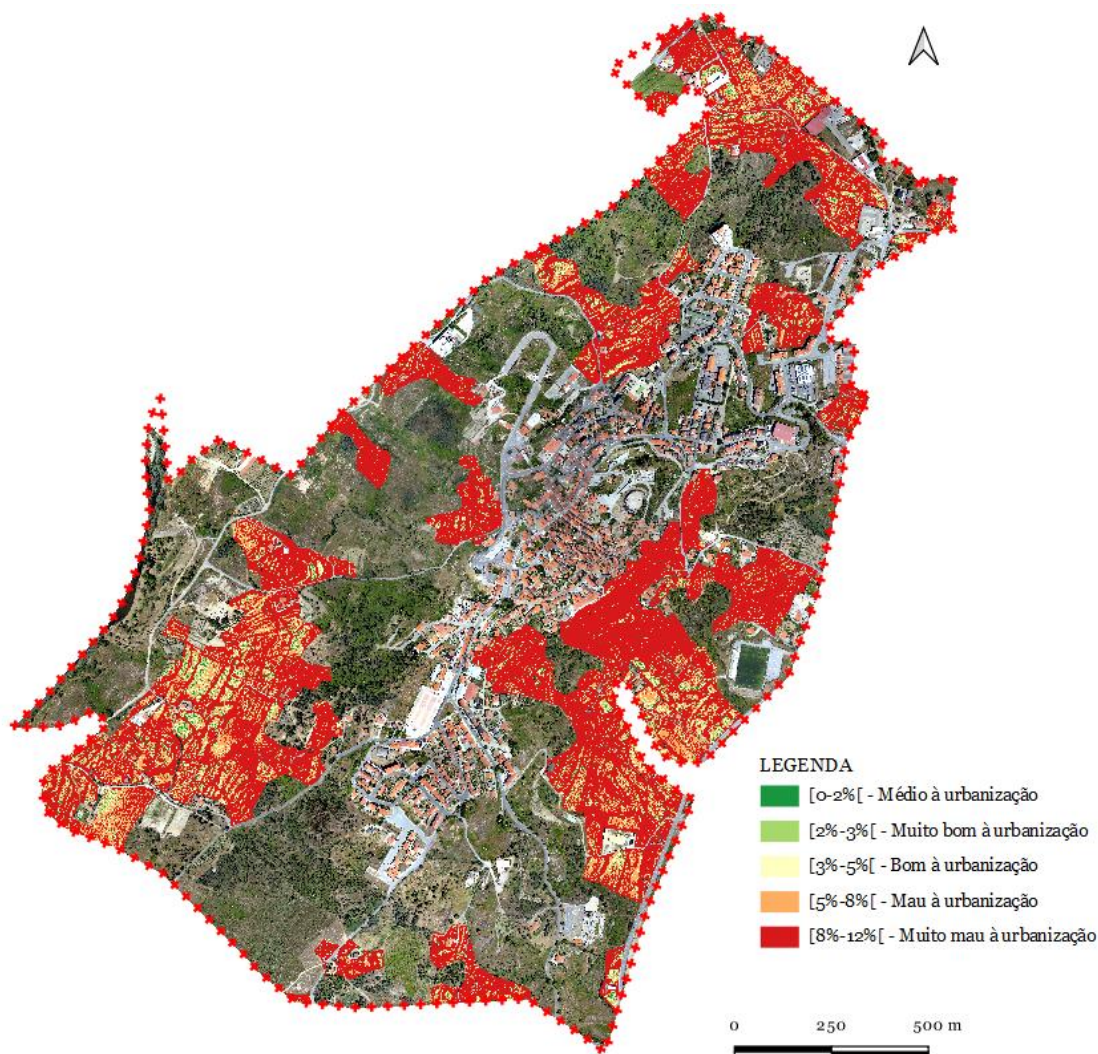 LEGENDA
[0-2%[ - Médio à urbanização
[2%-3%[ - Muito bom à urbanização
[3%-5%[ - Bom à urbanização
[5%-8%[ - Mau à urbanização
[8%-12%[ - Muito mau à urbanização
0 250 500 m